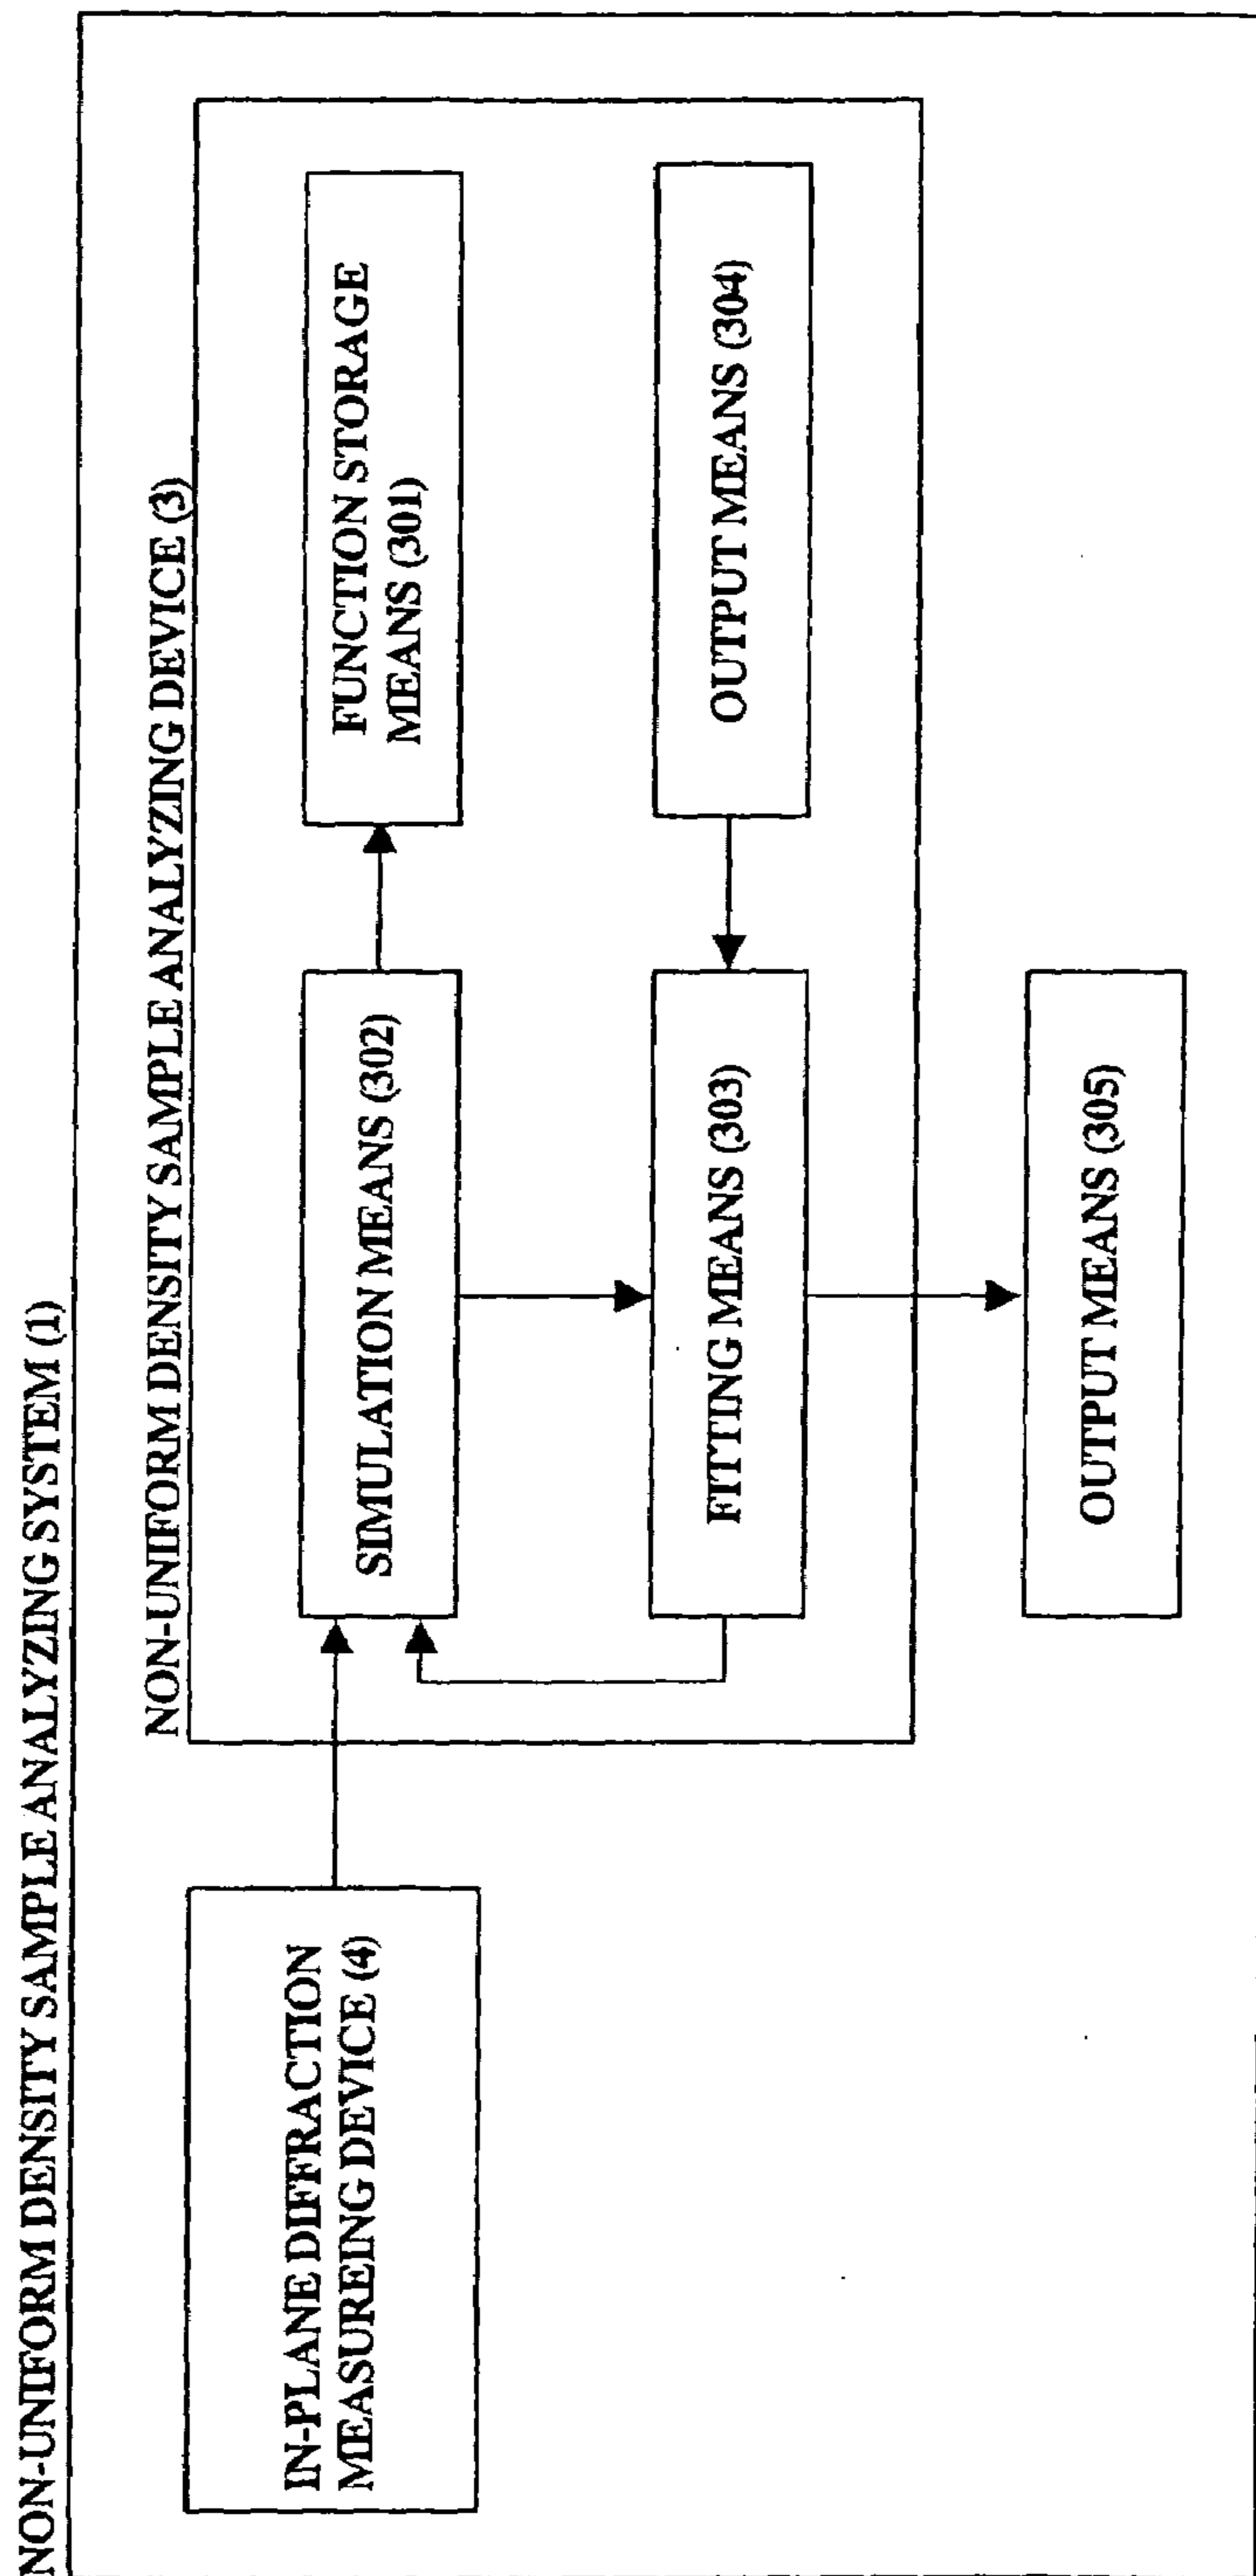 NON-UNIFORM DENSITY SAMPLE ANALYZING SYSTEM (1)
NON-UNIFORM DENSITY SAMPLE ANALYZING DEVICE (3)
IN-PLANE DIFFRACTION
MEASUREING DEVICE (4)
SIMULATION MEANS (302)
FUNCTION STORAGE
MEANS (301)
FITTING MEANS (303)
OUTPUT MEANS (304)
OUTPUT MEANS (305)